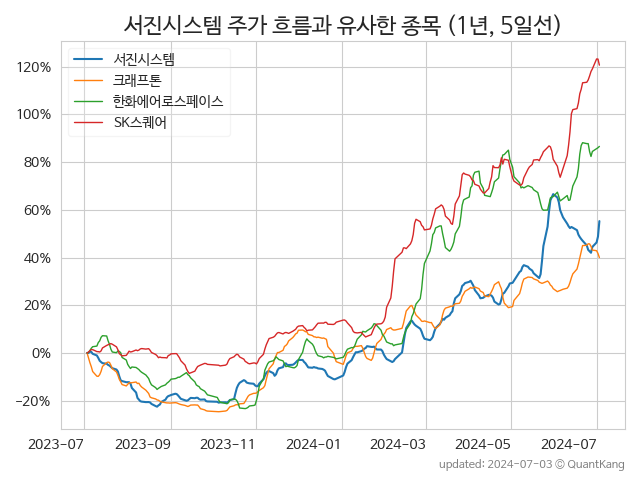 서진시스템 주가 흐름과 유사한 종목 (1년, 5일선)
서진시스템
크래프톤
한화에어로스페이스
SK스퀘어
120%
100%
80%
60%
40%
20%
0%
−20%
2023-07 2023-09 2023-11 2024-01 2024-03 2024-05 2024-07
updated: 2024-07-03 © QuantKang